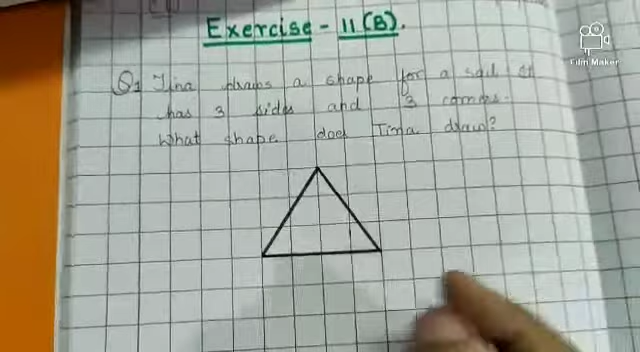 Exercise - 11 (B).
Film Maker
Q1 Tina draws a shape for a sail. It
has 3 sides and 3 corners.
What shape does Tina draw?